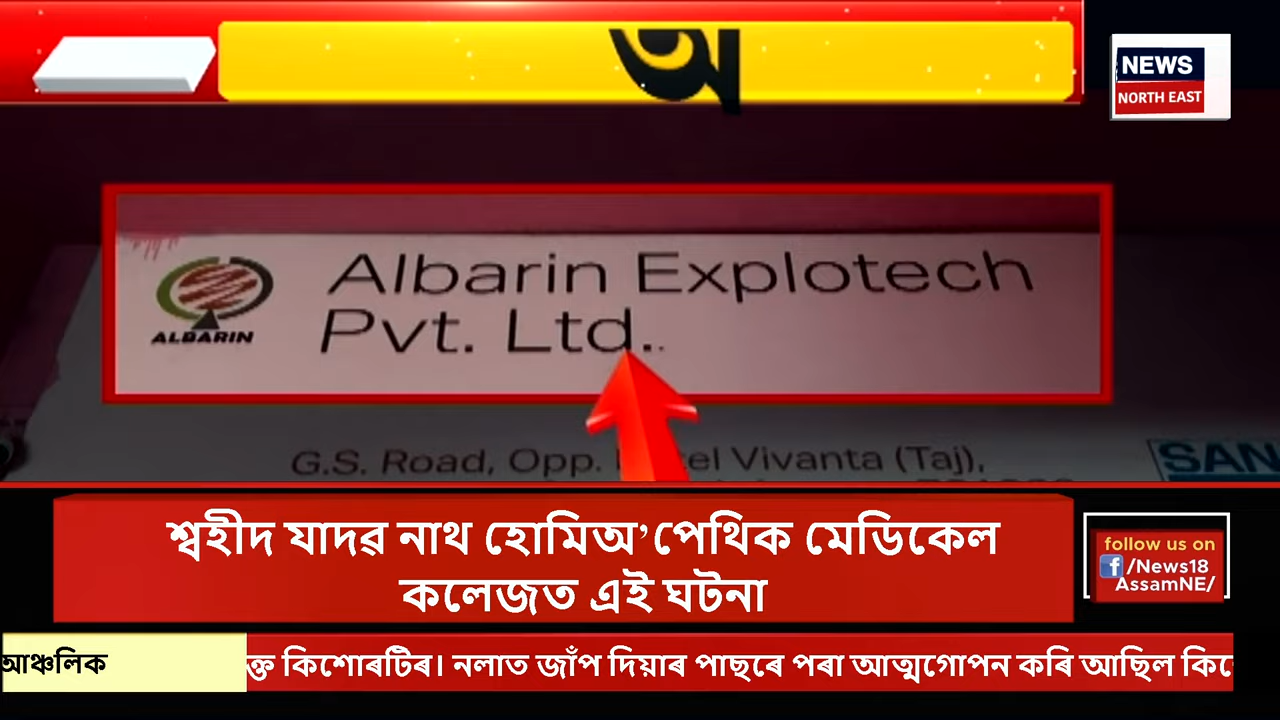 অ
NEWS
NORTH EAST
Albarin Explotech
Pvt. Ltd..
ALBARIN
G.S. Road, Opp. Vivanta (Taj),
SAN
শ্বহীদ যাদৱ নাথ হোমিঅ’পেথিক মেডিকেল
কলেজত এই ঘটনা
follow us on
/News18
AssamNE/
আঞ্চলিক
কিশোৰটিৰ। নলাত জাঁপ দিয়াৰ পাছৰে পৰা আত্মগোপন কৰি আছিল